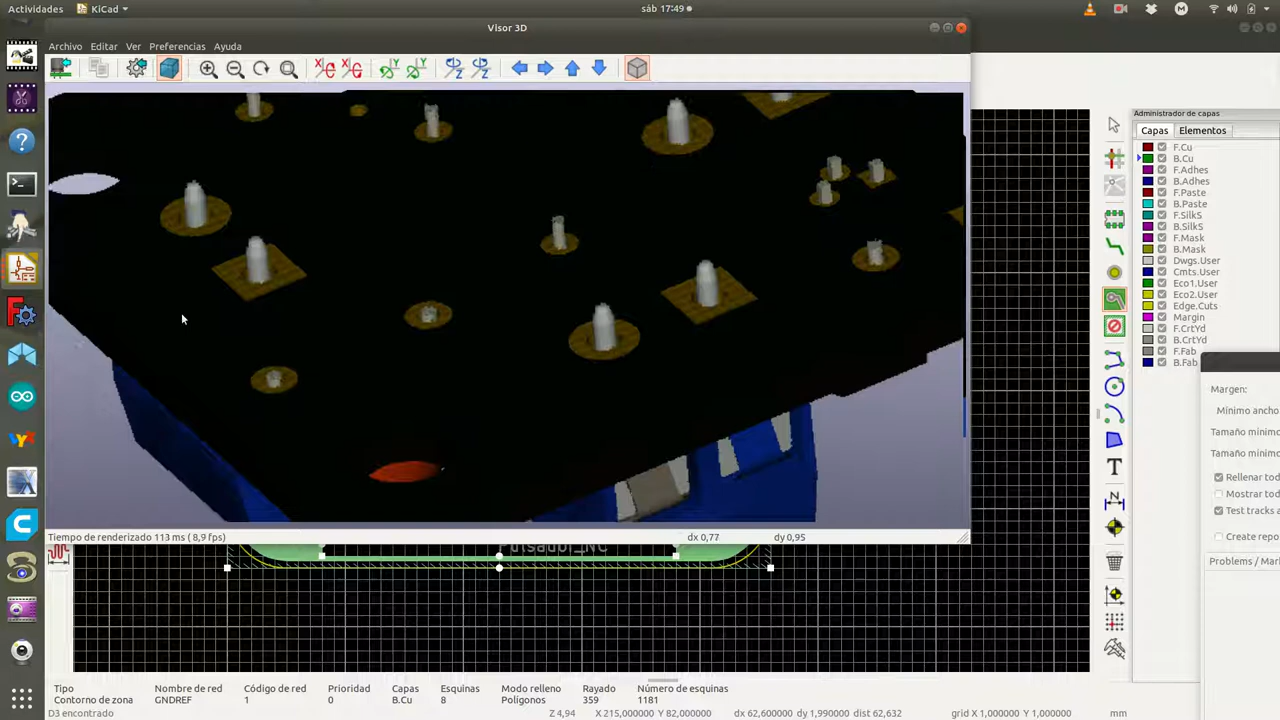 Actividades KiCad sáb 17:49
Visor 3D
Archivo Editar Ver Preferencias Ayuda
Administrador de capas
Capas Elementos
F.Cu
B.Cu
F.Adhes
B.Adhes
F.Paste
B.Paste
F.SilkS
B.SilkS
F.Mask
B.Mask
Dwgs.User
Cmts.User
Eco1.User
Eco2.User
Edge.Cuts
Margin
F.CrtYd
B.CrtYd
F.Fab
B.Fab
Margen:
Mínimo ancho
Tamaño mínimo
Tamaño mínimo
Rellenar tod
Mostrar tod
Test tracks a
Create repo
Problems / Mark
Tiempo de renderizado 113 ms ( 8,9 fps) dx 0,77 dy 0,95
Pulsador_NC
Tipo Nombre de red Código de red Prioridad Capas Esquinas Modo relleno Rayado Número de esquinas
Contorno de zona GNDREF 1 0 B.Cu 8 Polígonos 359 1181
D3 encontrado Z 4,94 X 215,000000 Y 82,000000 dx 62,600000 dy 1,990000 dist 62,632 grid X 1,000000 Y 1,000000 mm